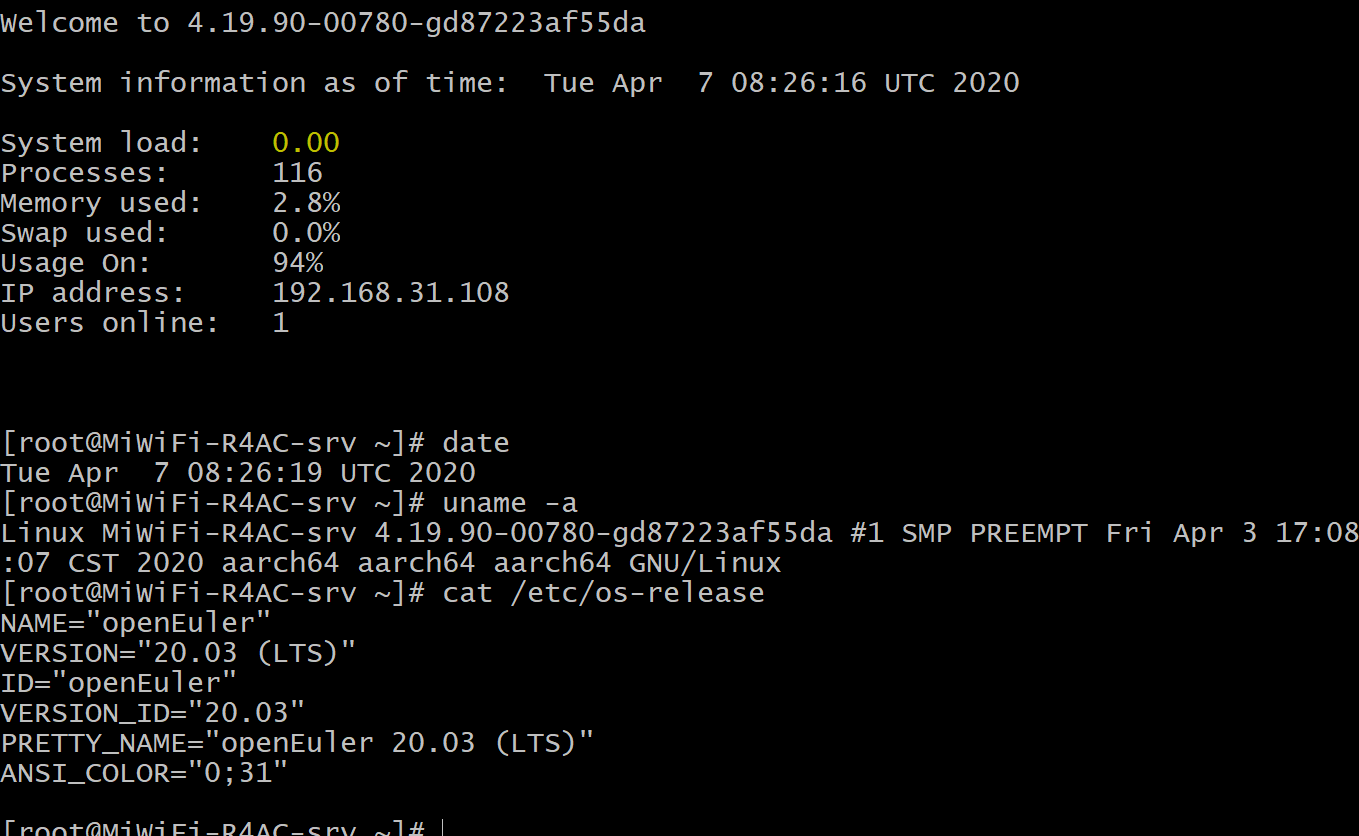 Welcome to 4.19.90-00780-gd87223af55da
System information as of time:  Tue Apr  7 08:26:16 UTC 2020
System load:    0.00
Processes:      116
Memory used:    2.8%
Swap used:      0.0%
Usage On:       94%
IP address:     192.168.31.108
Users online:   1
[root@MiWiFi-R4AC-srv ~]# date
Tue Apr  7 08:26:19 UTC 2020
[root@MiWiFi-R4AC-srv ~]# uname -a
Linux MiWiFi-R4AC-srv 4.19.90-00780-gd87223af55da #1 SMP PREEMPT Fri Apr 3 17:08
:07 CST 2020 aarch64 aarch64 aarch64 GNU/Linux
[root@MiWiFi-R4AC-srv ~]# cat /etc/os-release
NAME="openEuler"
VERSION="20.03 (LTS)"
ID="openEuler"
VERSION_ID="20.03"
PRETTY_NAME="openEuler 20.03 (LTS)"
ANSI_COLOR="0;31"
[root@MiWiFi-R4AC-srv ~]#